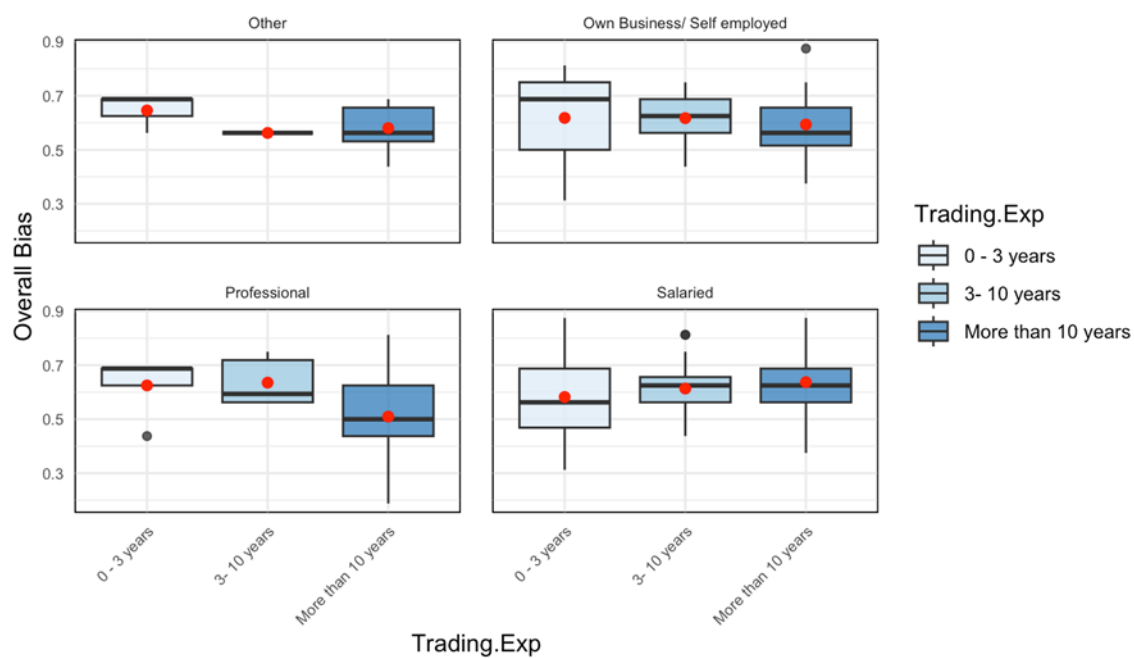 Other
Own Business/ Self employed
0.9
0.7
0.5
0.3
Professional
Salaried
0.9
0.7
0.5
0.3
Overall Bias
0 - 3 years
3- 10 years
More than 10 years
0 - 3 years
3- 10 years
More than 10 years
Trading.Exp
Trading.Exp
0 - 3 years
3- 10 years
More than 10 years